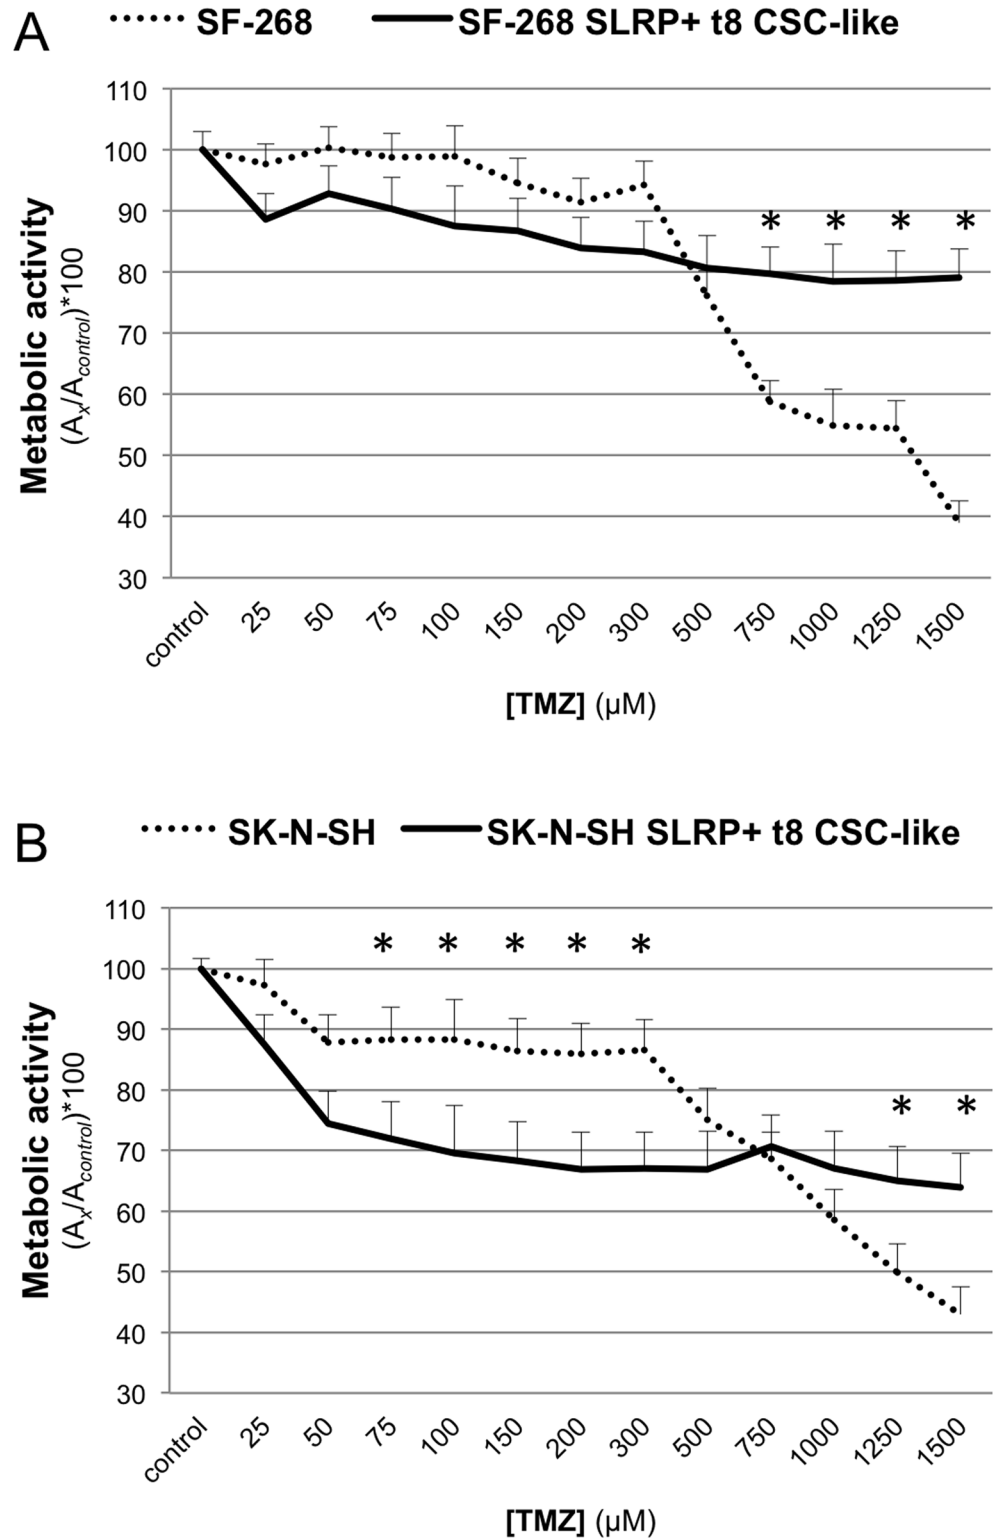 A
SF-268 SF-268 SLRP+ t8 CSC-like
110
100
90
80
70
60
50
40
30
Metabolic activity
(Ax/Acontrol)*100
* * * *
control 25 50 75 100 150 200 300 500 750 1000 1250 1500
[TMZ] (µM)
B
SK-N-SH SK-N-SH SLRP+ t8 CSC-like
110
100
90
80
70
60
50
40
30
Metabolic activity
(Ax/Acontrol)*100
* * * * *
* *
control 25 50 75 100 150 200 300 500 750 1000 1250 1500
[TMZ] (µM)